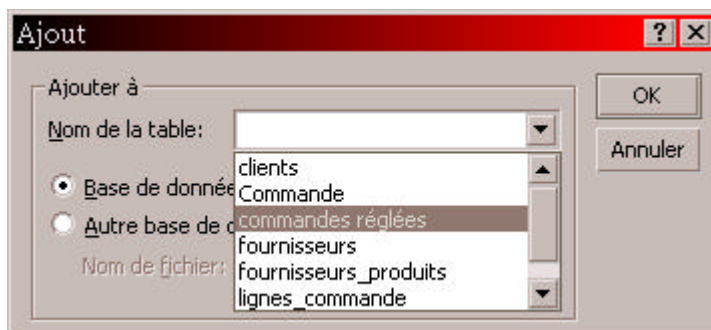 Ajout
Ajouter à
OK
Nom de la table:
Annuler
clients
Base de donnée
Commande
Autre base de
commandes réglées
fournisseurs
Nom de fichier:
fournisseurs_produits
lignes_commande